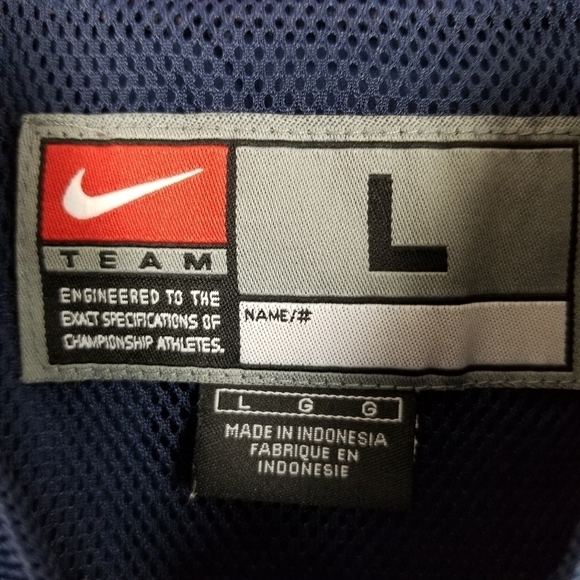 TEAM
ENGINEERED TO THE
EXACT SPECIFICATIONS OF
CHAMPIONSHIP ATHLETES.
L
NAME/#
L G G
MADE IN INDONESIA
FABRIQUE EN
INDONESIE